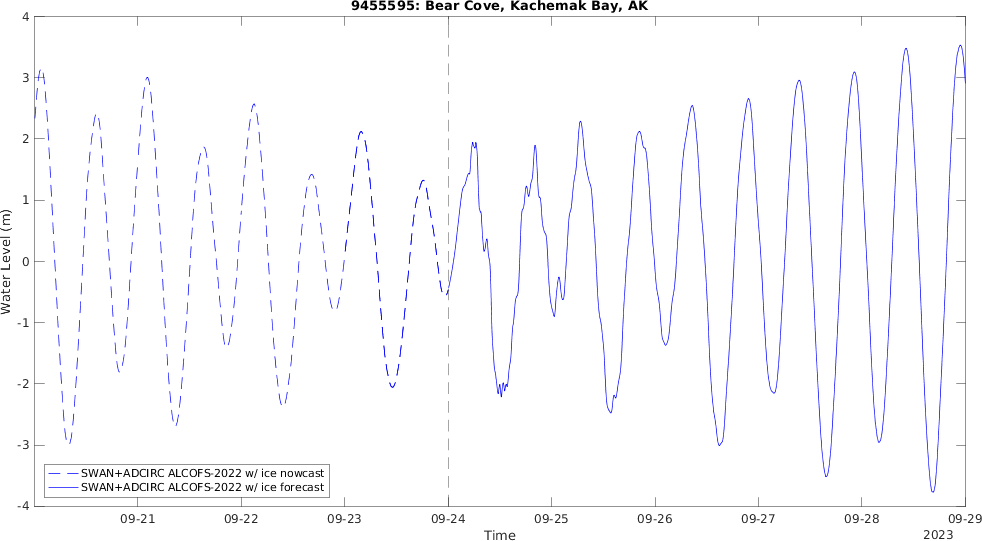 9455595: Bear Cove, Kachemak Bay, AK
4
3
2
1
0
-1
-2
-3
-4
Water Level (m)
SWAN+ADCIRC ALCOFS-2022 w/ ice nowcast
SWAN+ADCIRC ALCOFS-2022 w/ ice forecast
09-21 09-22 09-23 09-24 09-25 09-26 09-27 09-28 09-29
Time
2023